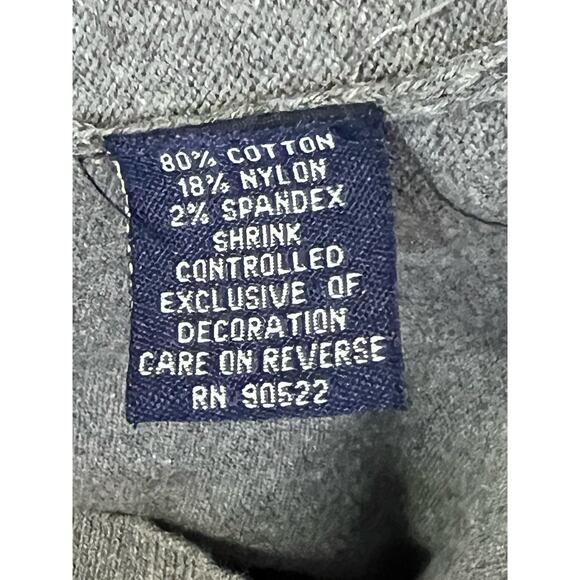 80% COTTON
18% NYLON
2% SPANDEX
SHRINK
CONTROLLED
EXCLUSIVE OF
DECORATION
CARE ON REVERSE
RN 90522